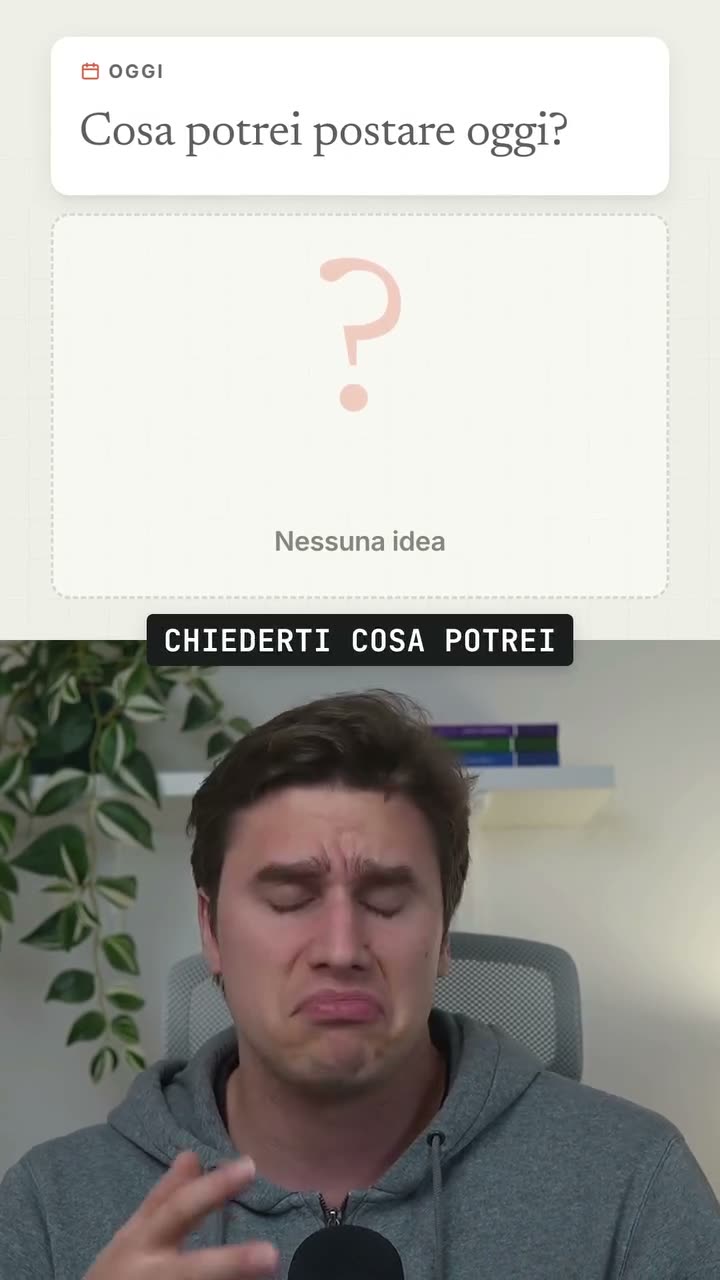 OGGI
Cosa potrei postare oggi?
?
Nessuna idea
CHIEDERTI COSA POTREI